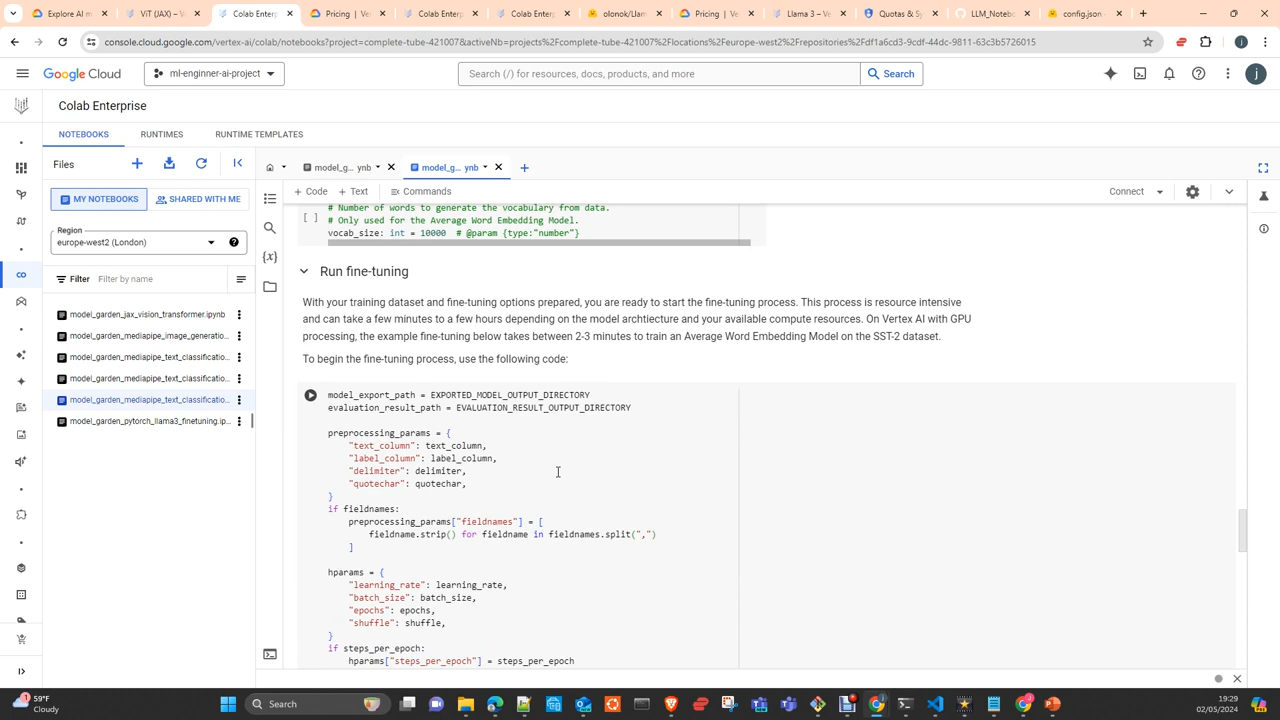 Explore AI m
ViT (JAX) – Ve
Colab Enterpr
Pricing | Ve
Colab Enterpr
Colab Enterpr
olonok/Llama
Pricing | Ve
Llama 3 –
Quotas & Sy
LLM_Notebo
config.json
console.cloud.google.com/vertex-ai/colab/notebooks?project=complete-tube-421007&activeNb=projects%2Fcomplete-tube-421007%2Flocations%2Feurope-west2%2Frepositories%2Fdf1a6cd3-9cdf-44dc-9811-63c3b5726015
Google Cloud
ml-enginner-ai-project
Search (/) for resources, docs, products, and more
Search
j
Colab Enterprise
NOTEBOOKS
RUNTIMES
RUNTIME TEMPLATES
Files
model_g... ynb
model_g... ynb
MY NOTEBOOKS
SHARED WITH ME
+ Code
+ Text
Commands
Connect
Region
europe-west2 (London)
Filter
Filter by name
model_garden_jax_vision_transformer.ipynb
model_garden_mediapipe_image_generatio...
model_garden_mediapipe_text_classificatio...
model_garden_mediapipe_text_classificatio...
model_garden_mediapipe_text_classificatio...
model_garden_pytorch_llama3_finetuning.ip...
# Number of words to generate the vocabulary from data.
[ ] # Only used for the Average Word Embedding Model.
vocab_size: int = 10000 # @param {type:"number"}
Run fine-tuning
With your training dataset and fine-tuning options prepared, you are ready to start the fine-tuning process. This process is resource intensive
and can take a few minutes to a few hours depending on the model archtiecture and your available compute resources. On Vertex AI with GPU
processing, the example fine-tuning below takes between 2-3 minutes to train an Average Word Embedding Model on the SST-2 dataset.
To begin the fine-tuning process, use the following code:
model_export_path = EXPORTED_MODEL_OUTPUT_DIRECTORY
evaluation_result_path = EVALUATION_RESULT_OUTPUT_DIRECTORY
preprocessing_params = {
"text_column": text_column,
"label_column": label_column,
"delimiter": delimiter,
"quotechar": quotechar,
}
if fieldnames:
preprocessing_params["fieldnames"] = [
fieldname.strip() for fieldname in fieldnames.split(",")
]
hparams = {
"learning_rate": learning_rate,
"batch_size": batch_size,
"epochs": epochs,
"shuffle": shuffle,
}
if steps_per_epoch:
hparams["steps_per_epoch"] = steps_per_epoch
59°F
Cloudy
Search
19:29
02/05/2024